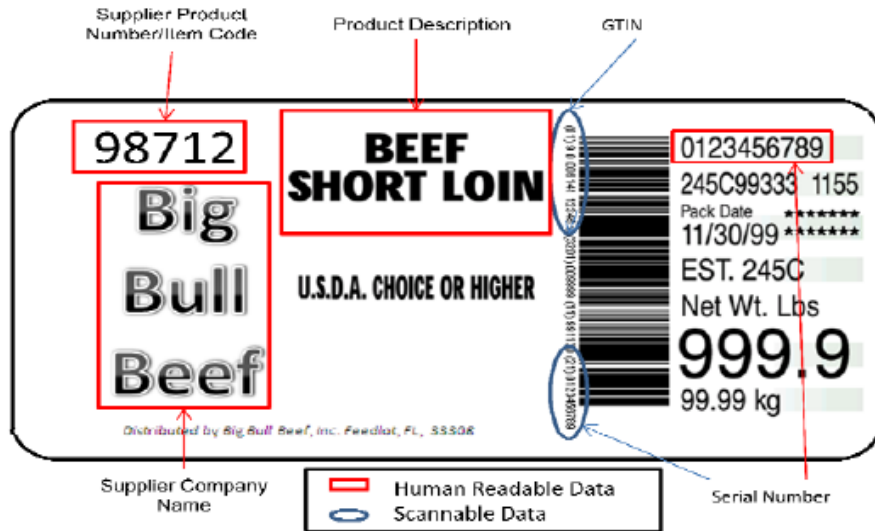 Supplier Product
Number/Item Code
Product Description
GTIN
98712
BEEF
SHORT LOIN
0123456789
245C99333 1155
Pack Date *******
11/30/99 *******
Big
Bull
Beef
U.S.D.A. CHOICE OR HIGHER
EST. 245C
Net Wt. Lbs
999.9
99.99 kg
Distributed by Big Bull Beef, Inc. Feedlot, FL, 33308
Supplier Company
Name
Human Readable Data
Scannable Data
Serial Number